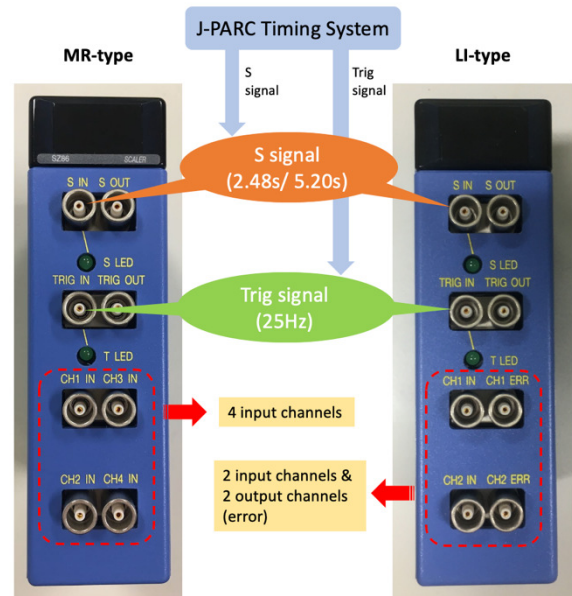 J-PARC Timing System
MR-type
LI-type
S
signal
Trig
signal
SZ86 SCALER
S signal
(2.48s/ 5.20s)
S IN S OUT
S IN S OUT
S LED
S LED
TRIG IN TRIG OUT
TRIG IN TRIG OUT
Trig signal
(25Hz)
T LED
T LED
CH1 IN CH3 IN
CH1 IN CH1 ERR
4 input channels
2 input channels &
2 output channels
(error)
CH2 IN CH4 IN
CH2 IN CH2 ERR